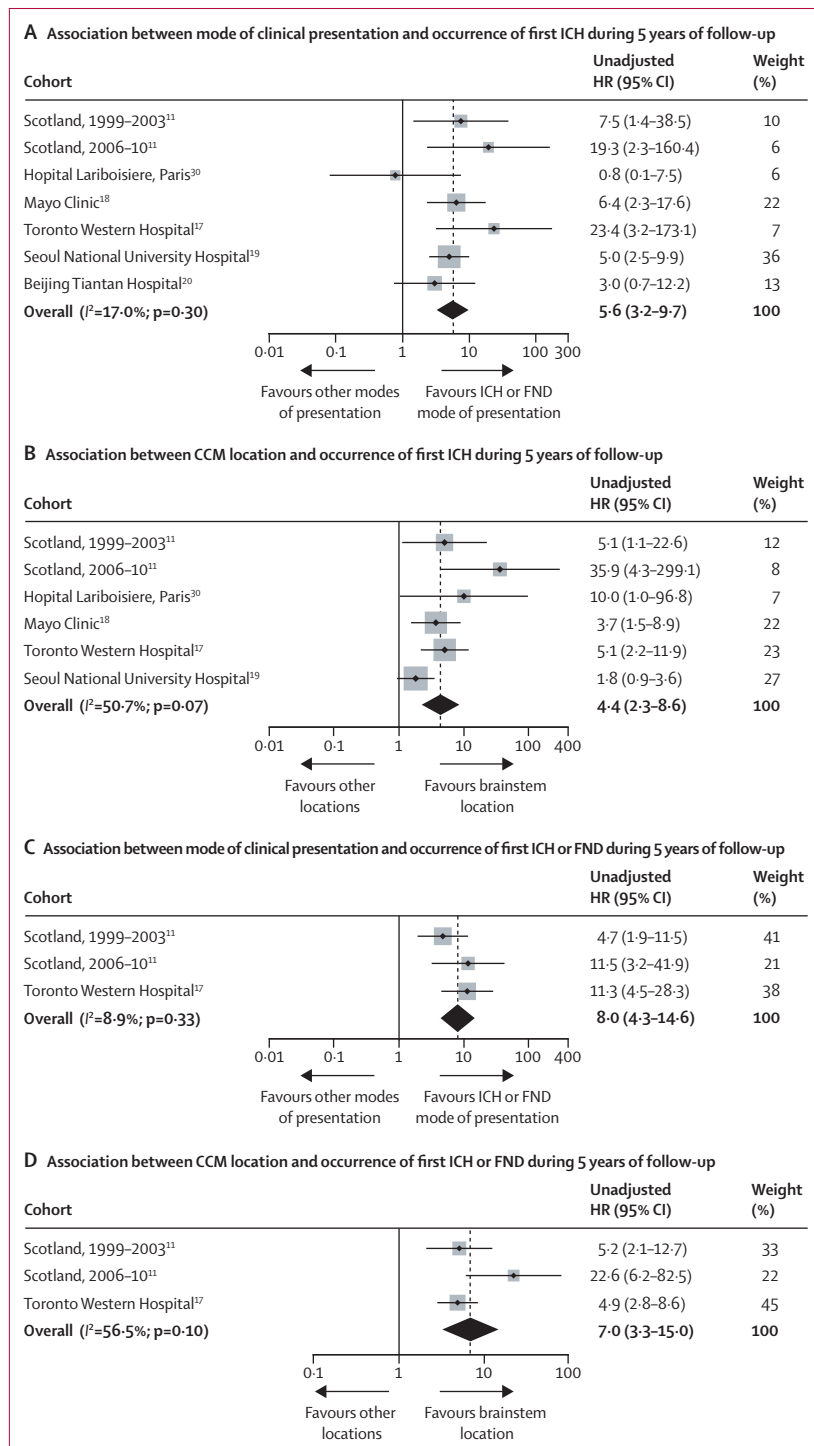 A Association between mode of clinical presentation and occurrence of first ICH during 5 years of follow-up
Cohort Unadjusted HR (95% CI) Weight (%)
Scotland, 1999–2003¹¹ 7·5 (1·4–38·5) 10
Scotland, 2006–10¹¹ 19·3 (2·3–160·4) 6
Hopital Lariboisiere, Paris³⁰ 0·8 (0·1–7·5) 6
Mayo Clinic¹⁸ 6·4 (2·3–17·6) 22
Toronto Western Hospital¹⁷ 23·4 (3·2–173·1) 7
Seoul National University Hospital¹⁹ 5·0 (2·5–9·9) 36
Beijing Tiantan Hospital²⁰ 3·0 (0·7–12·2) 13
Overall (I²=17·0%; p=0·30) 5·6 (3·2–9·7) 100
0·01 0·1 1 10 100 300
Favours other modes of presentation
Favours ICH or FND mode of presentation
B Association between CCM location and occurrence of first ICH during 5 years of follow-up
Cohort Unadjusted HR (95% CI) Weight (%)
Scotland, 1999–2003¹¹ 5·1 (1·1–22·6) 12
Scotland, 2006–10¹¹ 35·9 (4·3–299·1) 8
Hopital Lariboisiere, Paris³⁰ 10·0 (1·0–96·8) 7
Mayo Clinic¹⁸ 3·7 (1·5–8·9) 22
Toronto Western Hospital¹⁷ 5·1 (2·2–11·9) 23
Seoul National University Hospital¹⁹ 1·8 (0·9–3·6) 27
Overall (I²=50·7%; p=0·07) 4·4 (2·3–8·6) 100
0·01 0·1 1 10 100 400
Favours other locations
Favours brainstem location
C Association between mode of clinical presentation and occurrence of first ICH or FND during 5 years of follow-up
Cohort Unadjusted HR (95% CI) Weight (%)
Scotland, 1999–2003¹¹ 4·7 (1·9–11·5) 41
Scotland, 2006–10¹¹ 11·5 (3·2–41·9) 21
Toronto Western Hospital¹⁷ 11·3 (4·5–28·3) 38
Overall (I²=8·9%; p=0·33) 8·0 (4·3–14·6) 100
0·01 0·1 1 10 100 400
Favours other modes of presentation
Favours ICH or FND mode of presentation
D Association between CCM location and occurrence of first ICH or FND during 5 years of follow-up
Cohort Unadjusted HR (95% CI) Weight (%)
Scotland, 1999–2003¹¹ 5·2 (2·1–12·7) 33
Scotland, 2006–10¹¹ 22·6 (6·2–82·5) 22
Toronto Western Hospital¹⁷ 4·9 (2·8–8·6) 45
Overall (I²=56·5%; p=0·10) 7·0 (3·3–15·0) 100
0·1 1 10 100
Favours other locations
Favours brainstem location